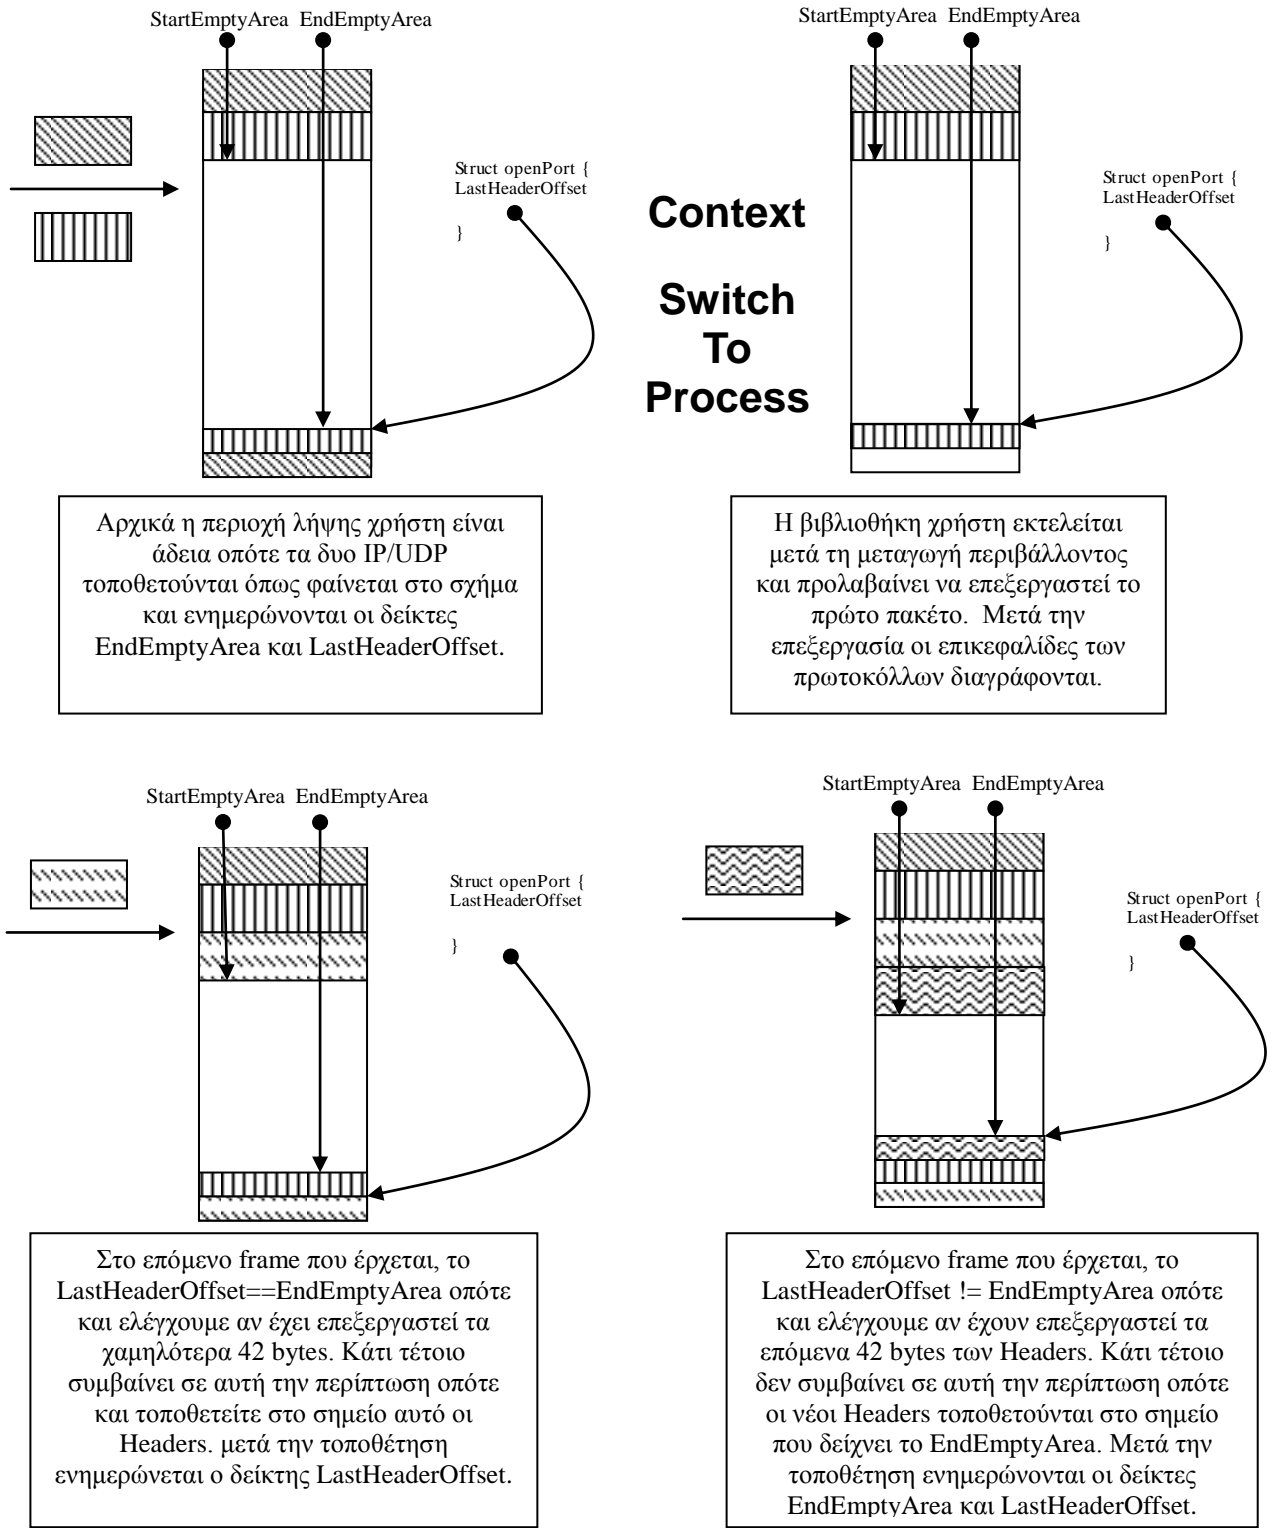 StartEmptyArea EndEmptyArea
Struct openPort {
LastHeaderOffset
}
Αρχικά η περιοχή λήψης χρήστη είναι
άδεια οπότε τα δυο IP/UDP
τοποθετούνται όπως φαίνεται στο σχήμα
και ενημερώνονται οι δείκτες
EndEmptyArea και LastHeaderOffset.
Context
Switch
To
Process
StartEmptyArea EndEmptyArea
Struct openPort {
LastHeaderOffset
}
Η βιβλιοθήκη χρήστη εκτελείται
μετά τη μεταγωγή περιβάλλοντος
και προλαβαίνει να επεξεργαστεί το
πρώτο πακέτο. Μετά την
επεξεργασία οι επικεφαλίδες των
πρωτοκόλλων διαγράφονται.
StartEmptyArea EndEmptyArea
Struct openPort {
LastHeaderOffset
}
Στο επόμενο frame που έρχεται, το
LastHeaderOffset==EndEmptyArea οπότε
και ελέγχουμε αν έχει επεξεργαστεί τα
χαμηλότερα 42 bytes. Κάτι τέτοιο
συμβαίνει σε αυτή την περίπτωση οπότε
και τοποθετείτε στο σημείο αυτό οι
Headers. μετά την τοποθέτηση
ενημερώνεται ο δείκτης LastHeaderOffset.
StartEmptyArea EndEmptyArea
Struct openPort {
LastHeaderOffset
}
Στο επόμενο frame που έρχεται, το
LastHeaderOffset != EndEmptyArea οπότε
και ελέγχουμε αν έχουν επεξεργαστεί τα
επόμενα 42 bytes των Headers. Κάτι τέτοιο
δεν συμβαίνει σε αυτή την περίπτωση οπότε
οι νέοι Headers τοποθετούνται στο σημείο
που δείχνει το EndEmptyArea. Μετά την
τοποθέτηση ενημερώνονται οι δείκτες
EndEmptyArea και LastHeaderOffset.